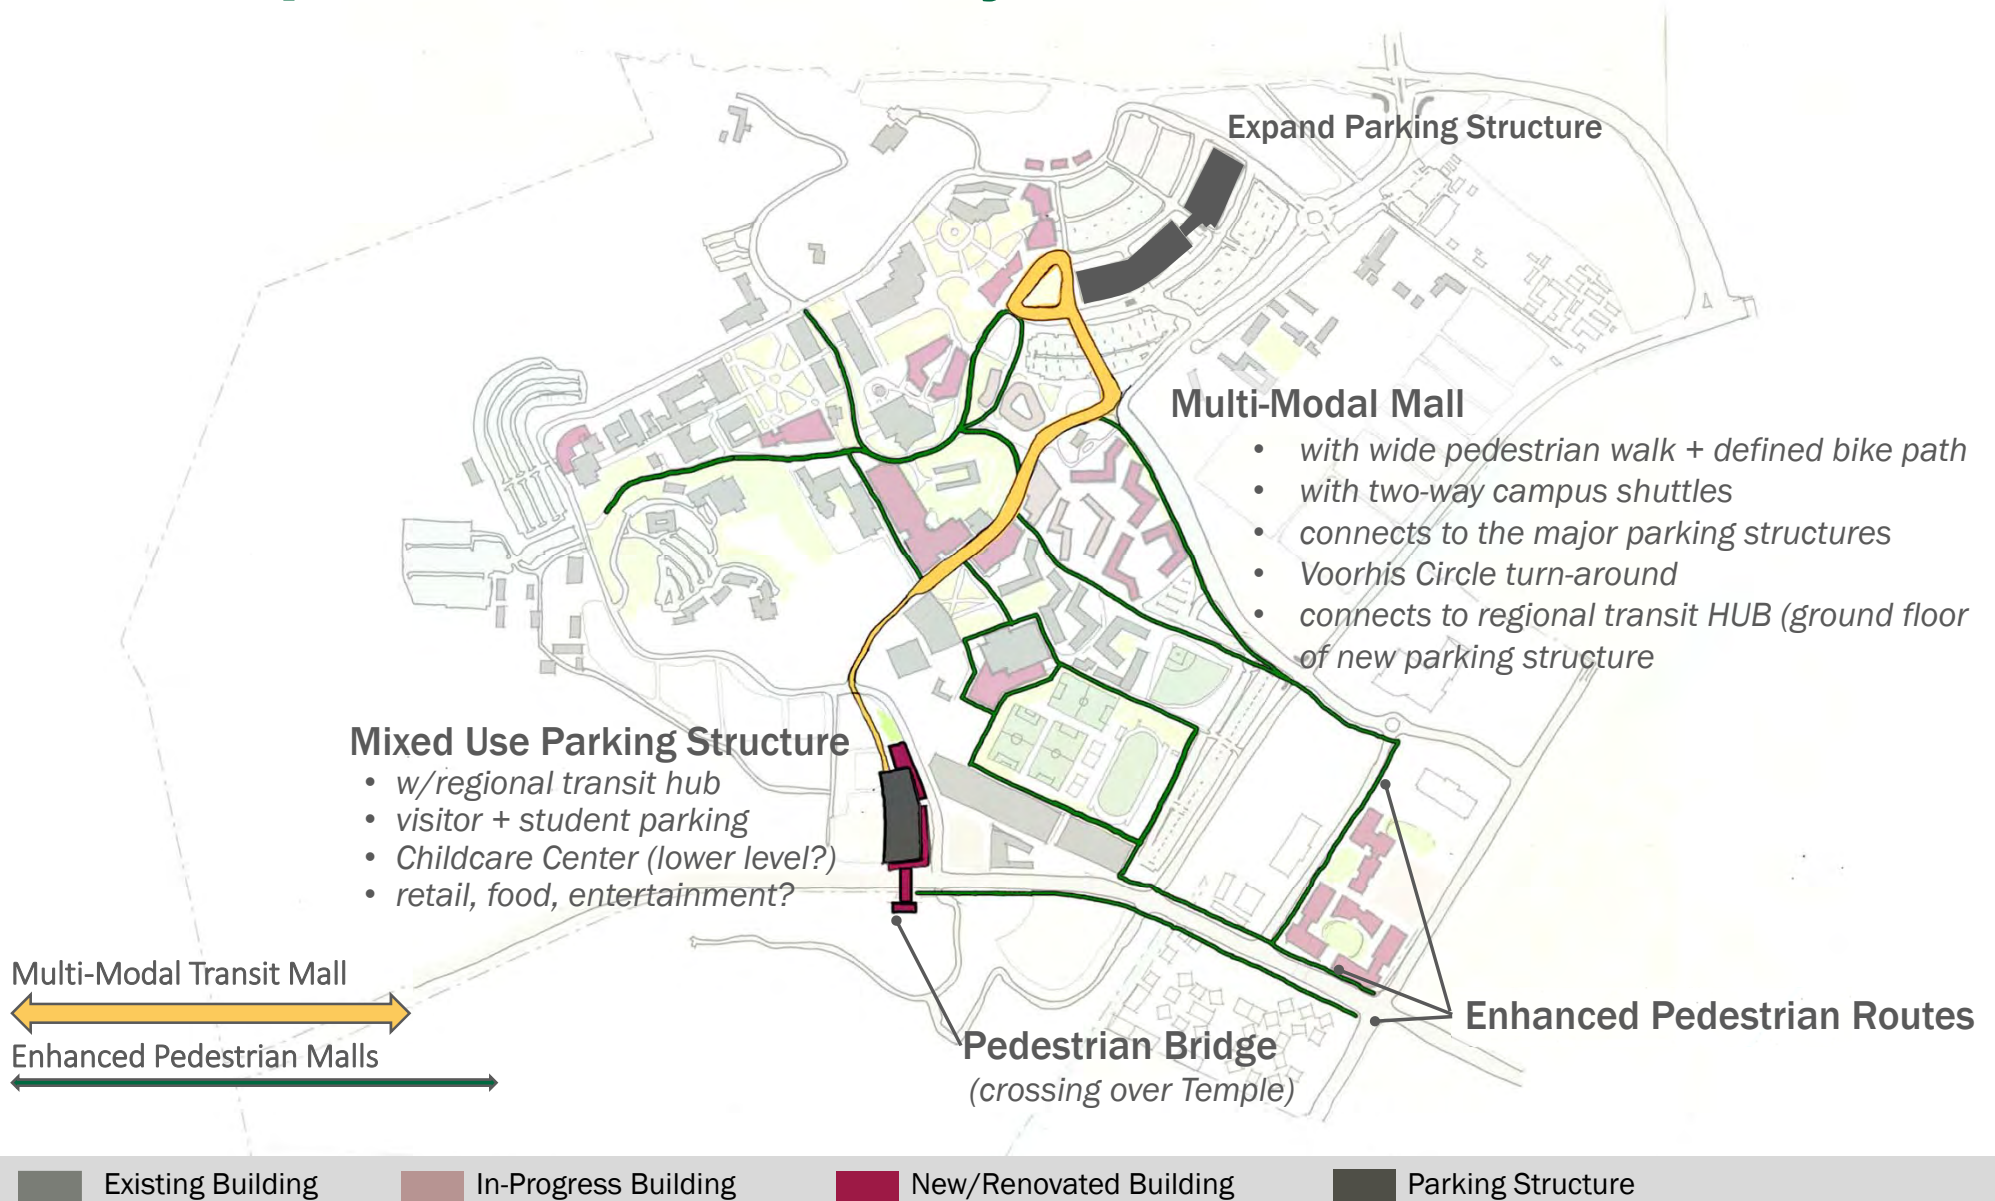 Expand Parking Structure
Multi-Modal Mall
• with wide pedestrian walk + defined bike path
• with two-way campus shuttles
• connects to the major parking structures
• Voorhis Circle turn-around
• connects to regional transit HUB (ground floor
of new parking structure
Mixed Use Parking Structure
• w/regional transit hub
• visitor + student parking
• Childcare Center (lower level?)
• retail, food, entertainment?
Multi-Modal Transit Mall
Enhanced Pedestrian Malls
Enhanced Pedestrian Routes
Pedestrian Bridge
(crossing over Temple)
Existing Building
In-Progress Building
New/Renovated Building
Parking Structure